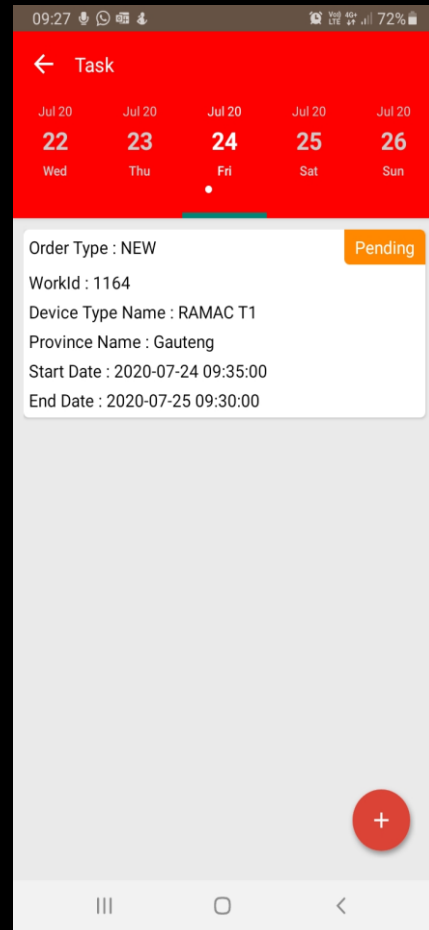 09:27 72%
Task
Jul 20 Jul 20 Jul 20 Jul 20 Jul 20
22 23 24 25 26
Wed Thu Fri Sat Sun
Order Type : NEW Pending
WorkId : 1164
Device Type Name : RAMAC T1
Province Name : Gauteng
Start Date : 2020-07-24 09:35:00
End Date : 2020-07-25 09:30:00
+